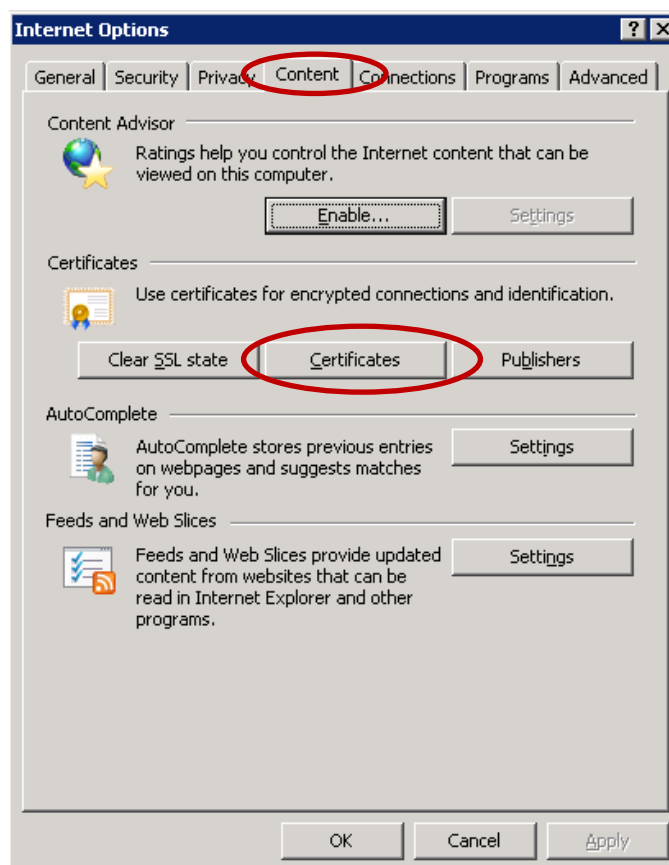 Internet Options
General Security Privacy Content Connections Programs Advanced
Content Advisor
Ratings help you control the Internet content that can be
viewed on this computer.
Enable... Settings
Certificates
Use certificates for encrypted connections and identification.
Clear SSL state Certificates Publishers
AutoComplete
AutoComplete stores previous entries
on webpages and suggests matches
for you.
Settings
Feeds and Web Slices
Feeds and Web Slices provide updated
content from websites that can be
read in Internet Explorer and other
programs.
Settings
OK Cancel Apply